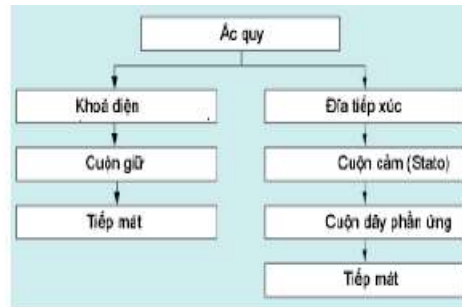 Ác quy
Khoá điện
Đĩa tiếp xúc
Cuộn giữ
Cuộn cảm (Stato)
Tiếp mát
Cuộn dây phần ứng
Tiếp mát